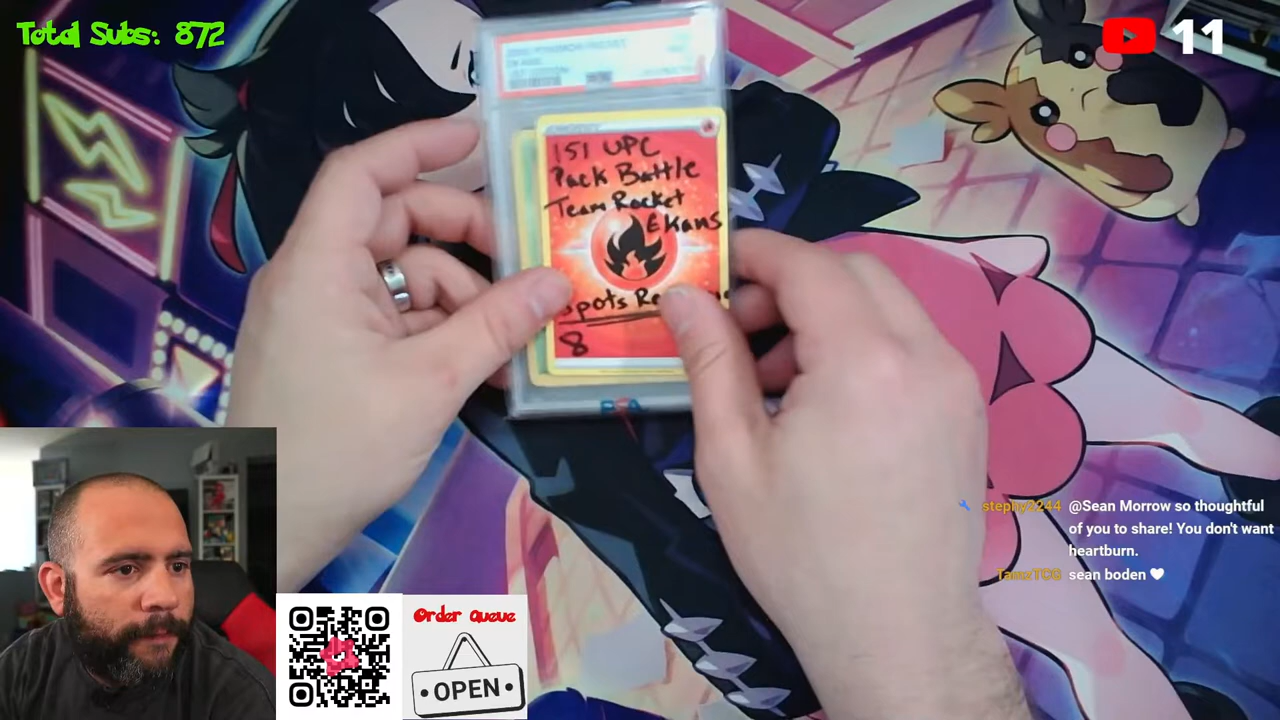 Total Subs: 872
11
151 UPC
Pack Battle
Team Rocket
Ekans
8
stephy2244 @Sean Morrow so thoughtful
of you to share! You don't want
heartburn.
TamvTCG sean boden
Order Queue
OPEN